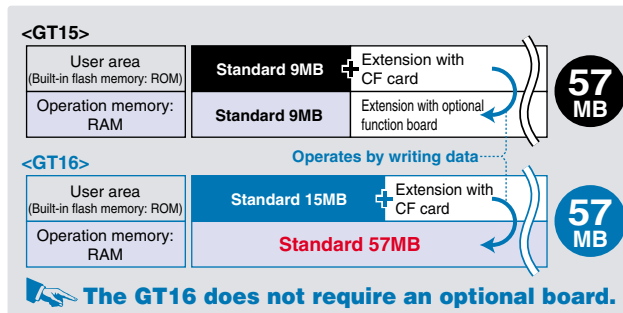 <GT15>
User area
(Built-in flash memory: ROM)
Standard 9MB
Extension with
CF card
Operation memory:
RAM
Standard 9MB
Extension with optional
function board
57
MB
Operates by writing data
<GT16>
User area
(Built-in flash memory: ROM)
Standard 15MB
Extension with
CF card
Operation memory:
RAM
Standard 57MB
57
MB
The GT16 does not require an optional board.